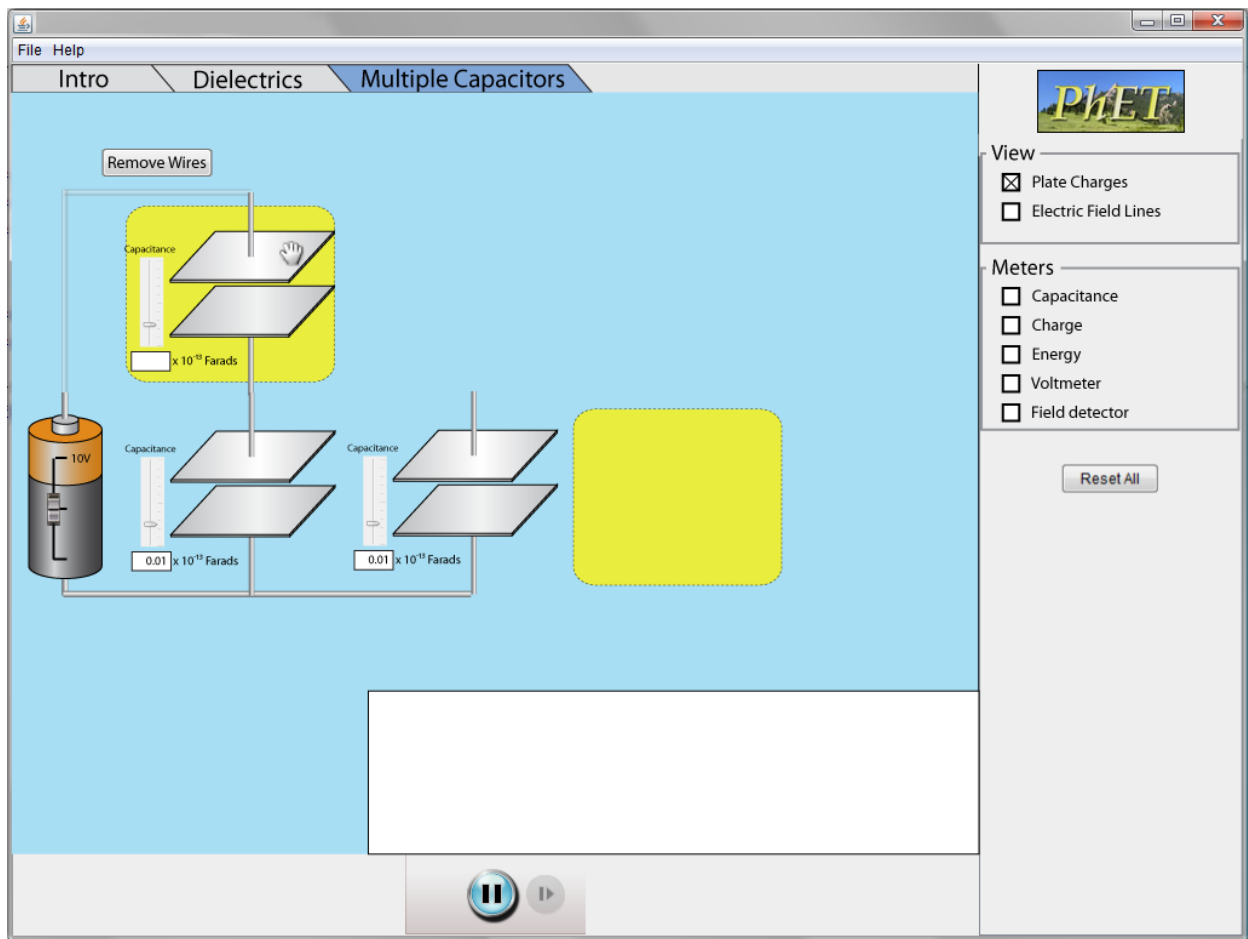 File Help
Intro Dielectrics Multiple Capacitors
PhET
Remove Wires
View
Plate Charges
Electric Field Lines
Capacitance
x 10⁻¹³ Farads
Meters
Capacitance
Charge
Energy
Voltmeter
Field detector
10V
Capacitance
0.01 x 10⁻¹³ Farads
Capacitance
0.01 x 10⁻¹³ Farads
Reset All